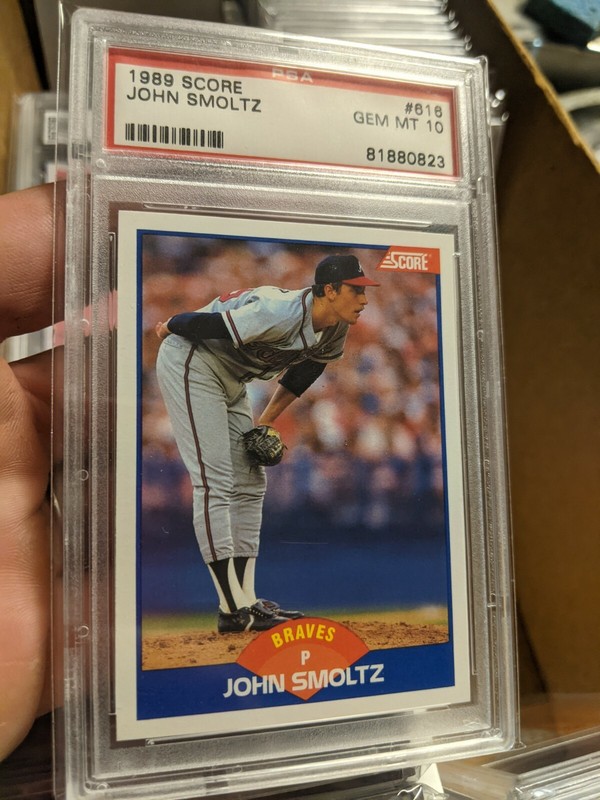 PSA
1989 SCORE #616
JOHN SMOLTZ GEM MT 10
81880823
SCORE
BRAVES
P
JOHN SMOLTZ